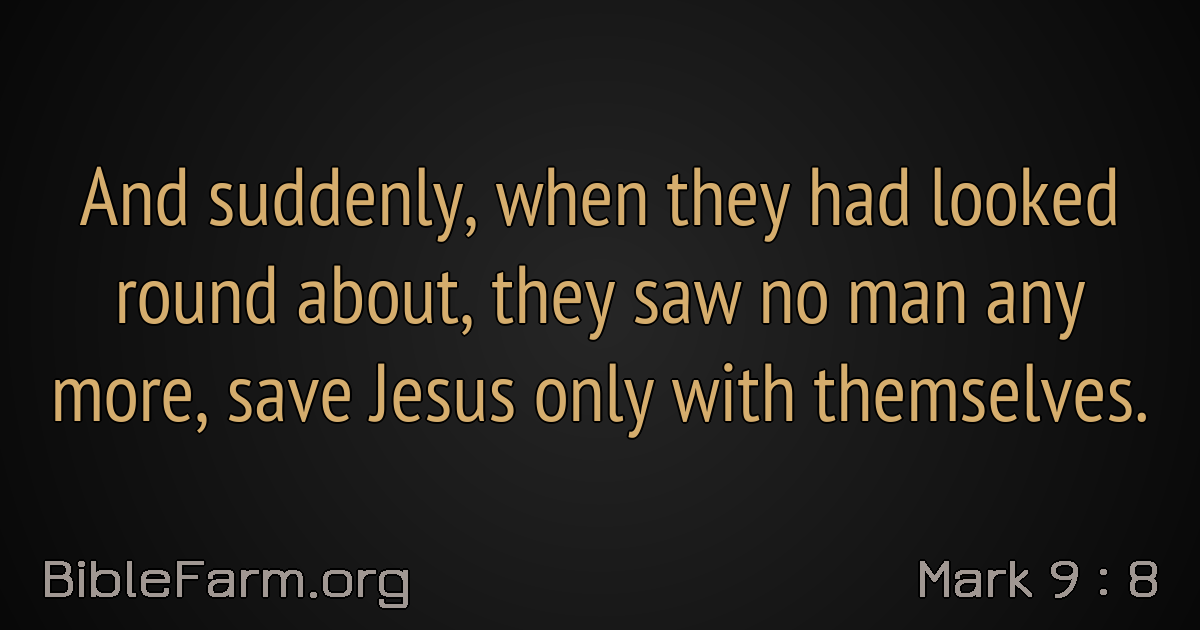 And suddenly, when they had looked
round about, they saw no man any
more, save Jesus only with themselves.
BibleFarm.org
Mark 9 : 8